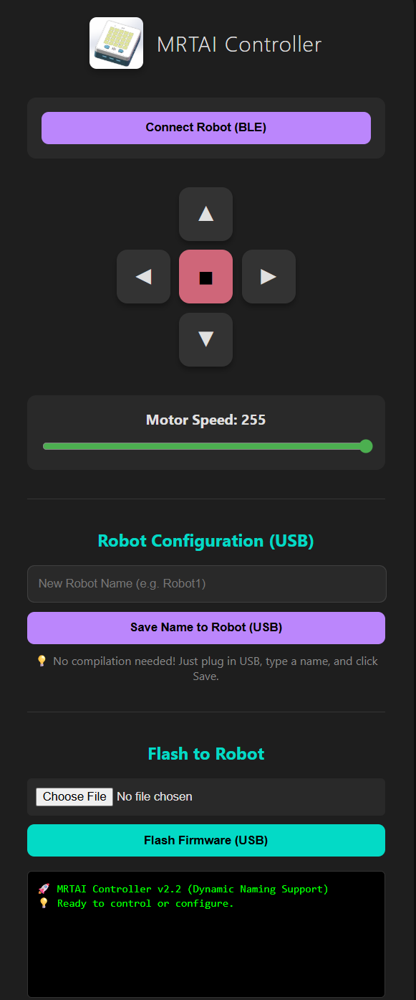 MRTAI Controller
Connect Robot (BLE)
▲
◀
■
▶
▼
Motor Speed: 255
Robot Configuration (USB)
New Robot Name (e.g. Robot1)
Save Name to Robot (USB)
💡 No compilation needed! Just plug in USB, type a name, and click
Save.
Flash to Robot
Choose File No file chosen
Flash Firmware (USB)
🚀 MRTAI Controller v2.2 (Dynamic Naming Support)
💡 Ready to control or configure.